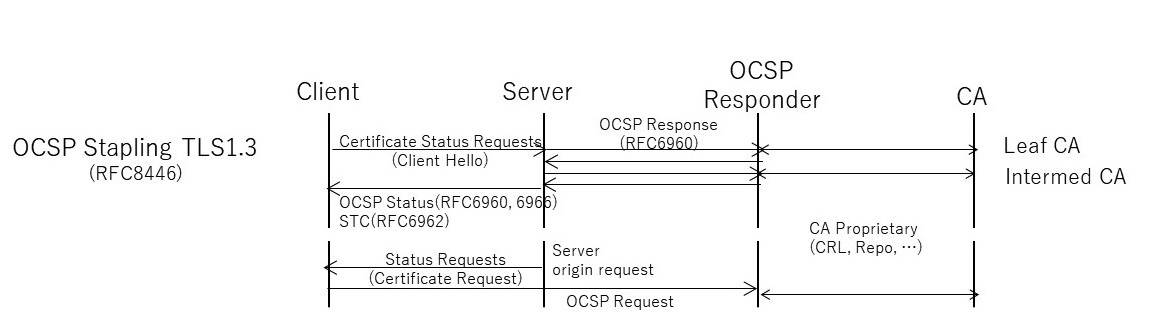 OCSP
Responder
Client
Server
CA
OCSP Stapling TLS1.3
(RFC8446)
Certificate Status Requests
(Client Hello)
OCSP Response
(RFC6960)
Leaf CA
Intermed CA
OCSP Status(RFC6960, 6966)
STC(RFC6962)
CA Proprietary
(CRL, Repo, …)
Status Requests
(Certificate Request)
Server
origin request
OCSP Request